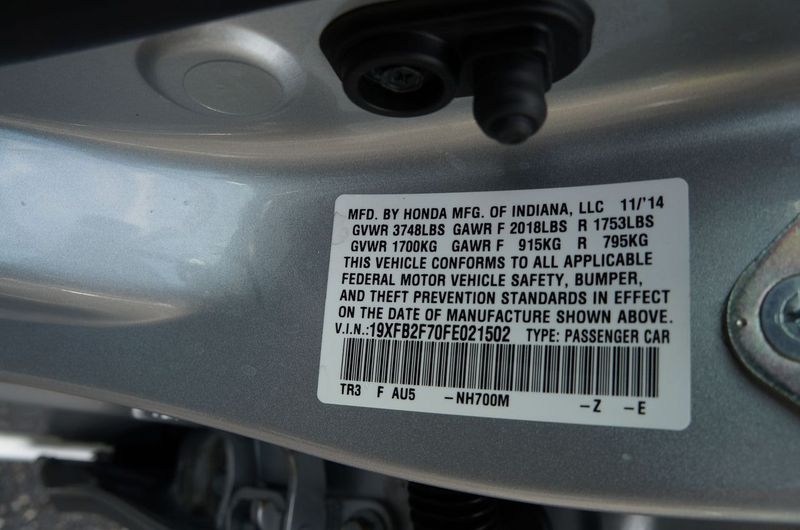 MFD. BY HONDA MFG. OF INDIANA, LLC 11/'14
GVWR 3748LBS GAWR F 2018LBS R 1753LBS
GVWR 1700KG GAWR F 915KG R 795KG
THIS VEHICLE CONFORMS TO ALL APPLICABLE
FEDERAL MOTOR VEHICLE SAFETY, BUMPER,
AND THEFT PREVENTION STANDARDS IN EFFECT
ON THE DATE OF MANUFACTURE SHOWN ABOVE.
V.I.N.:19XFB2F70FE021502 TYPE: PASSENGER CAR
TR3 F AU5 -NH700M -Z -E